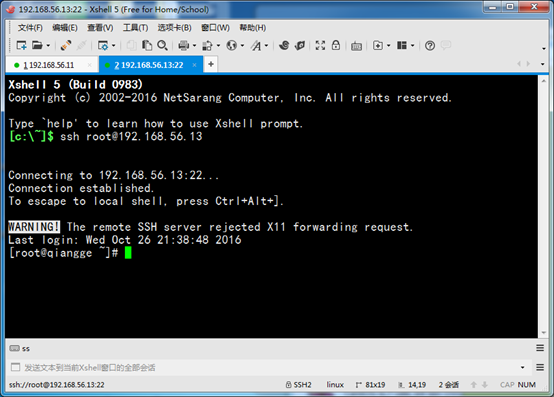 192.168.56.13:22 - Xshell 5 (Free for Home/School)
文件(F) 编辑(E) 查看(V) 工具(T) 选项卡(B) 窗口(W) 帮助(H)
1 192.168.56.11 2 192.168.56.13:22 +
Xshell 5 (Build 0983)
Copyright (c) 2002-2016 NetSarang Computer, Inc. All rights reserved.
Type `help' to learn how to use Xshell prompt.
[c:\~]$ ssh root@192.168.56.13
Connecting to 192.168.56.13:22...
Connection established.
To escape to local shell, press Ctrl+Alt+].
WARNING! The remote SSH server rejected X11 forwarding request.
Last login: Wed Oct 26 21:38:48 2016
[root@qiangge ~]#
ss
发送文本到当前Xshell窗口的全部会话
ssh://root@192.168.56.13:22 SSH2 linux 81x19 14,19 2 会话 CAP NUM